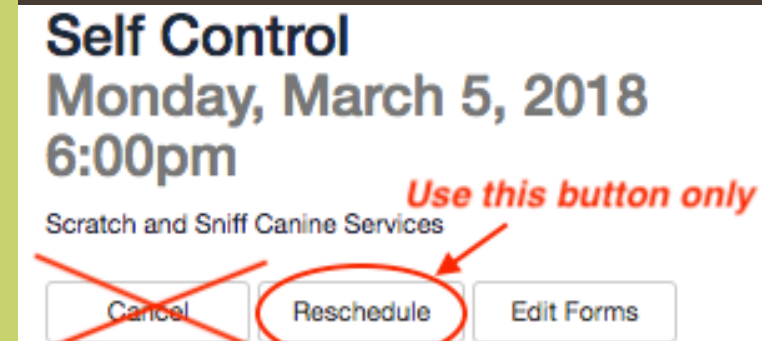 Self Control
Monday, March 5, 2018
6:00pm
Use this button only
Scratch and Sniff Canine Services
Cancel Reschedule Edit Forms